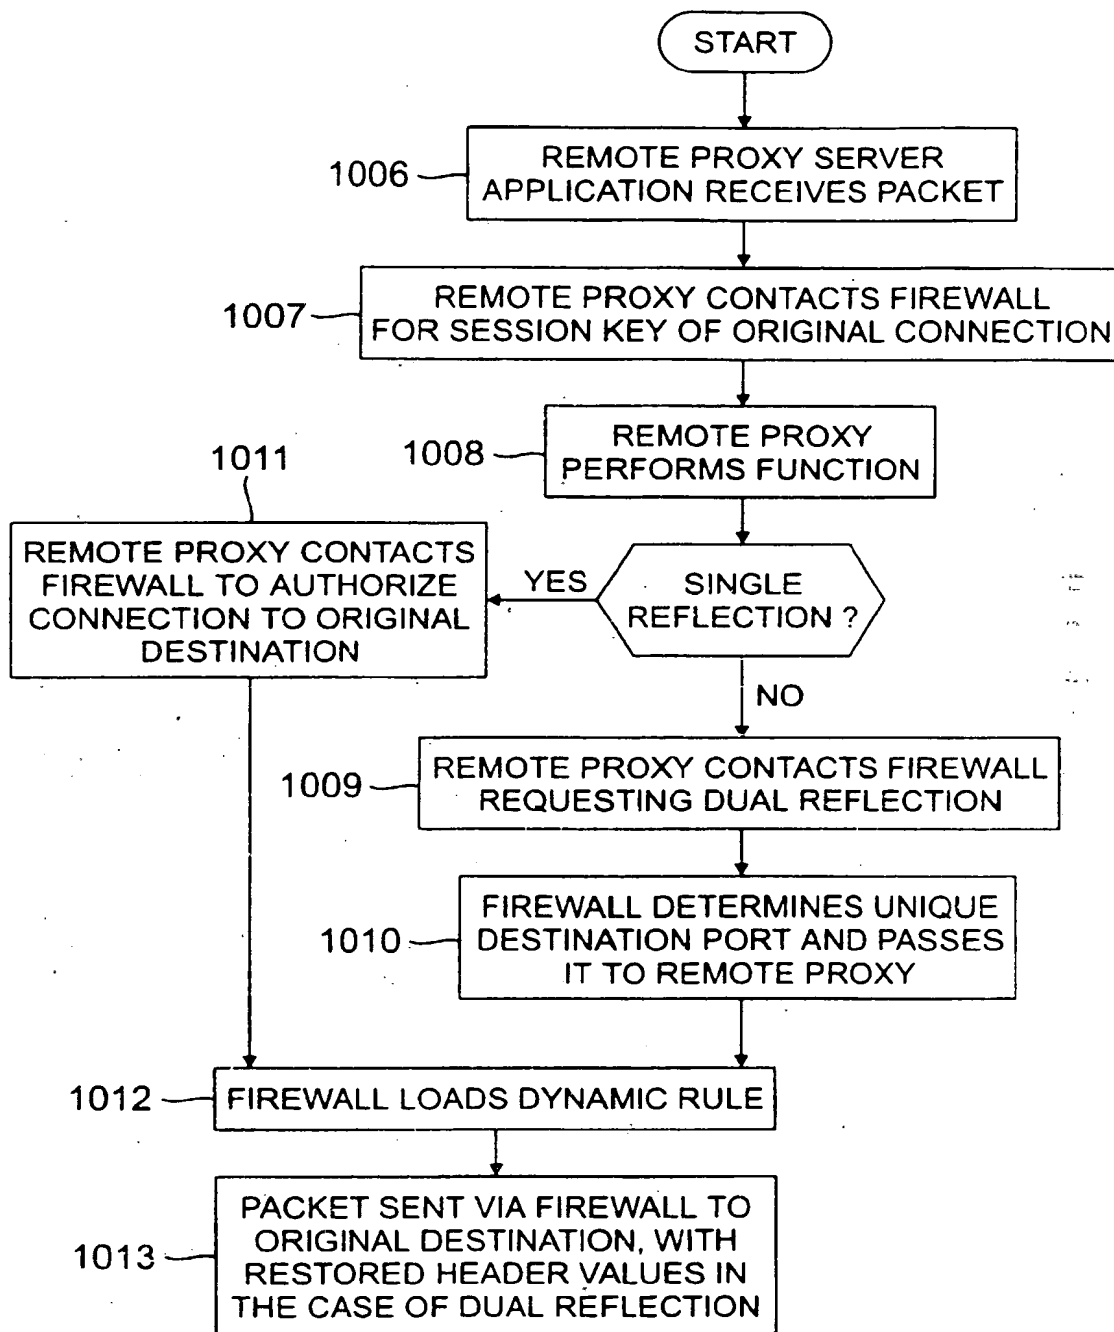 START
1006
REMOTE PROXY SERVER
APPLICATION RECEIVES PACKET
1007
REMOTE PROXY CONTACTS FIREWALL
FOR SESSION KEY OF ORIGINAL CONNECTION
1008
REMOTE PROXY
PERFORMS FUNCTION
1011
REMOTE PROXY CONTACTS
FIREWALL TO AUTHORIZE
CONNECTION TO ORIGINAL
DESTINATION
YES
SINGLE
REFLECTION ?
NO
1009
REMOTE PROXY CONTACTS FIREWALL
REQUESTING DUAL REFLECTION
1010
FIREWALL DETERMINES UNIQUE
DESTINATION PORT AND PASSES
IT TO REMOTE PROXY
1012
FIREWALL LOADS DYNAMIC RULE
1013
PACKET SENT VIA FIREWALL TO
ORIGINAL DESTINATION, WITH
RESTORED HEADER VALUES IN
THE CASE OF DUAL REFLECTION